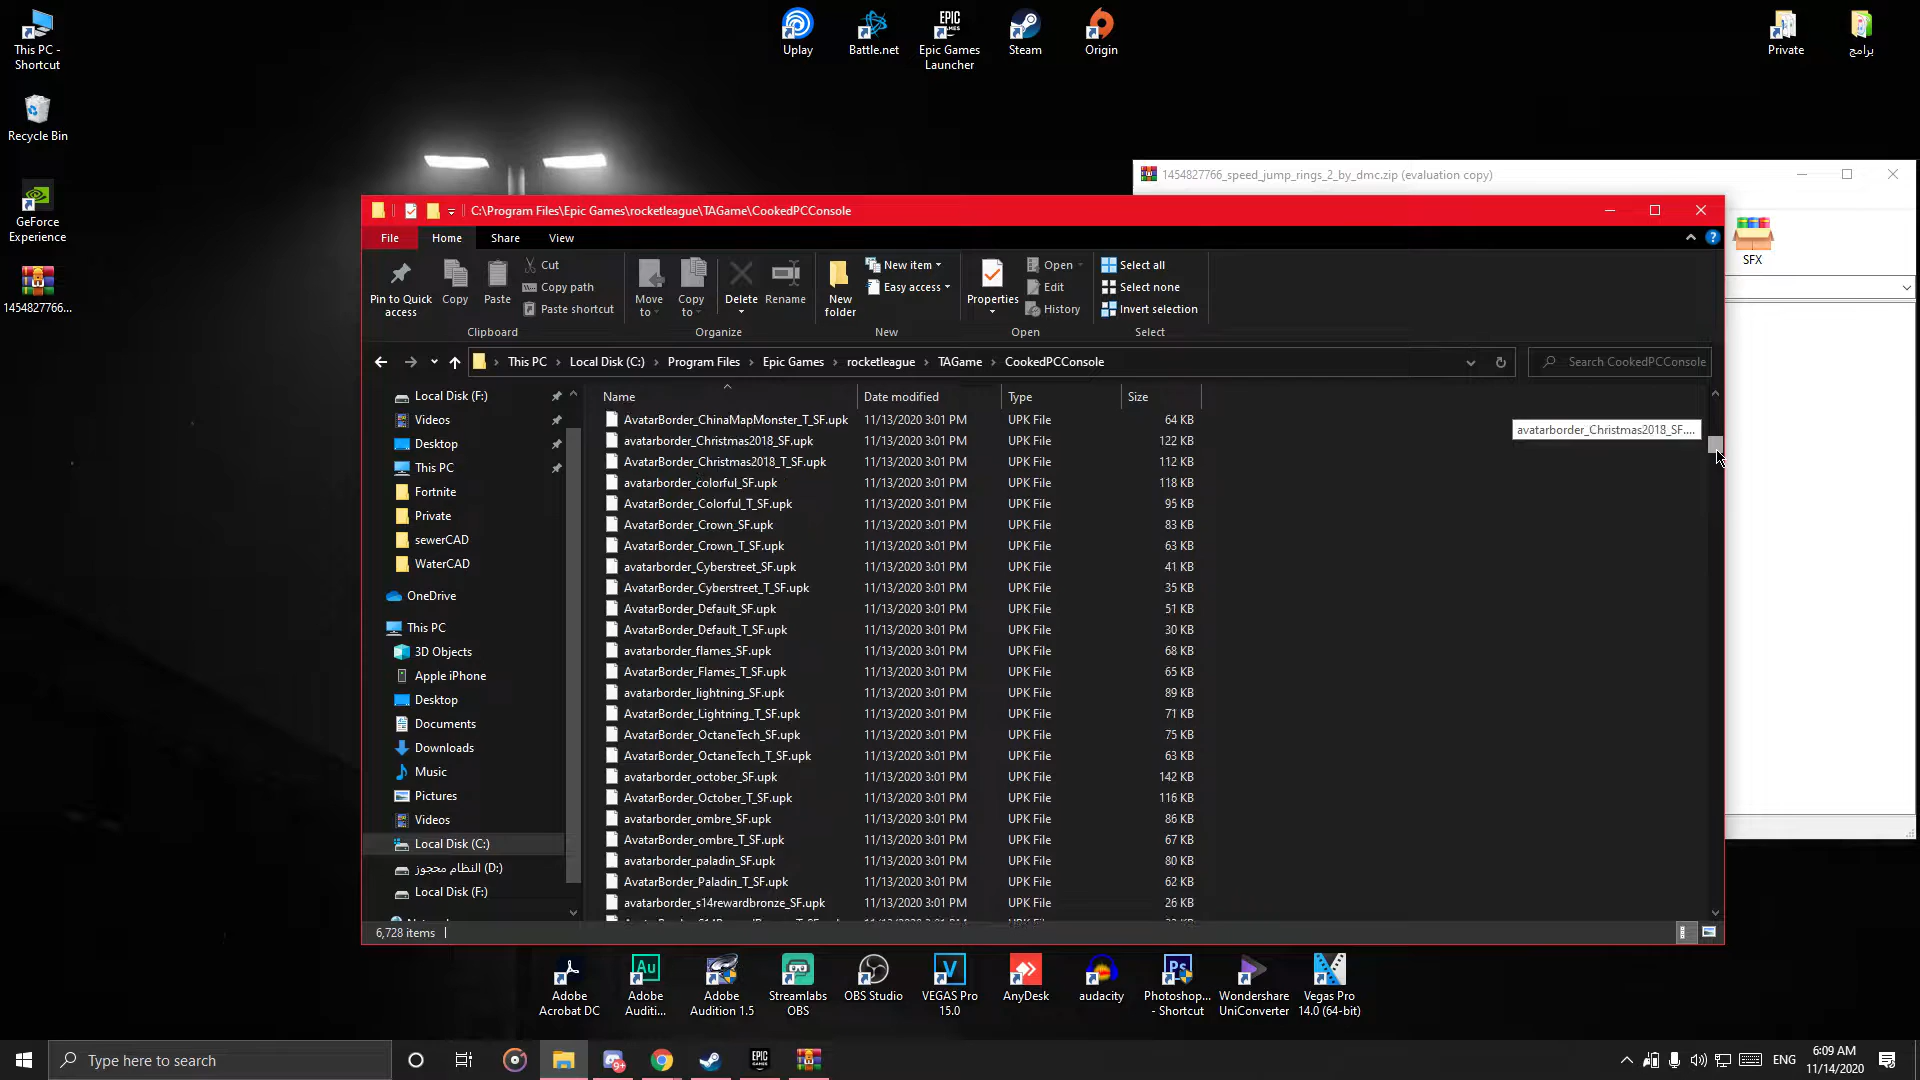 This PC -
Shortcut
Recycle Bin
GeForce
Experience
1454827766...
Uplay
Battle.net
Epic Games
Launcher
Steam
Origin
Private
برامج
1454827766_speed_jump_rings_2_by_dmc.zip (evaluation copy)
SFX
C:\Program Files\Epic Games\rocketleague\TAGame\CookedPCConsole
File Home Share View
Pin to Quick
access
Copy
Paste
Cut
Copy path
Paste shortcut
Clipboard
Move
to
Copy
to
Delete
Rename
Organize
New
folder
New item
Easy access
New
Properties
Open
Edit
History
Open
Select all
Select none
Invert selection
Select
This PC > Local Disk (C:) > Program Files > Epic Games > rocketleague > TAGame > CookedPCConsole
Search CookedPCConsole
Local Disk (F:)
Videos
Desktop
This PC
Fortnite
Private
sewerCAD
WaterCAD
OneDrive
This PC
3D Objects
Apple iPhone
Desktop
Documents
Downloads
Music
Pictures
Videos
Local Disk (C:)
النظام محجوز (D:)
Local Disk (F:)
Name Date modified Type Size
AvatarBorder_ChinaMapMonster_T_SF.upk 11/13/2020 3:01 PM UPK File 64 KB
avatarborder_Christmas2018_SF.upk 11/13/2020 3:01 PM UPK File 122 KB
AvatarBorder_Christmas2018_T_SF.upk 11/13/2020 3:01 PM UPK File 112 KB
avatarborder_colorful_SF.upk 11/13/2020 3:01 PM UPK File 118 KB
AvatarBorder_Colorful_T_SF.upk 11/13/2020 3:01 PM UPK File 95 KB
AvatarBorder_Crown_SF.upk 11/13/2020 3:01 PM UPK File 83 KB
AvatarBorder_Crown_T_SF.upk 11/13/2020 3:01 PM UPK File 63 KB
avatarborder_Cyberstreet_SF.upk 11/13/2020 3:01 PM UPK File 41 KB
AvatarBorder_Cyberstreet_T_SF.upk 11/13/2020 3:01 PM UPK File 35 KB
AvatarBorder_Default_SF.upk 11/13/2020 3:01 PM UPK File 51 KB
AvatarBorder_Default_T_SF.upk 11/13/2020 3:01 PM UPK File 30 KB
avatarborder_flames_SF.upk 11/13/2020 3:01 PM UPK File 68 KB
AvatarBorder_Flames_T_SF.upk 11/13/2020 3:01 PM UPK File 65 KB
avatarborder_lightning_SF.upk 11/13/2020 3:01 PM UPK File 89 KB
AvatarBorder_Lightning_T_SF.upk 11/13/2020 3:01 PM UPK File 71 KB
AvatarBorder_OctaneTech_SF.upk 11/13/2020 3:01 PM UPK File 75 KB
AvatarBorder_OctaneTech_T_SF.upk 11/13/2020 3:01 PM UPK File 63 KB
avatarborder_october_SF.upk 11/13/2020 3:01 PM UPK File 142 KB
AvatarBorder_October_T_SF.upk 11/13/2020 3:01 PM UPK File 116 KB
avatarborder_ombre_SF.upk 11/13/2020 3:01 PM UPK File 86 KB
AvatarBorder_ombre_T_SF.upk 11/13/2020 3:01 PM UPK File 67 KB
avatarborder_paladin_SF.upk 11/13/2020 3:01 PM UPK File 80 KB
AvatarBorder_Paladin_T_SF.upk 11/13/2020 3:01 PM UPK File 62 KB
avatarborder_s14rewardbronze_SF.upk 11/13/2020 3:01 PM UPK File 26 KB
avatarborder_Christmas2018_SF....
6,728 items
Adobe
Acrobat DC
Adobe
Auditi...
Adobe
Audition 1.5
Streamlabs
OBS
OBS Studio
VEGAS Pro
15.0
AnyDesk
audacity
Photoshop...
- Shortcut
Wondershare
UniConverter
Vegas Pro
14.0 (64-bit)
Type here to search
ENG
6:09 AM
11/14/2020